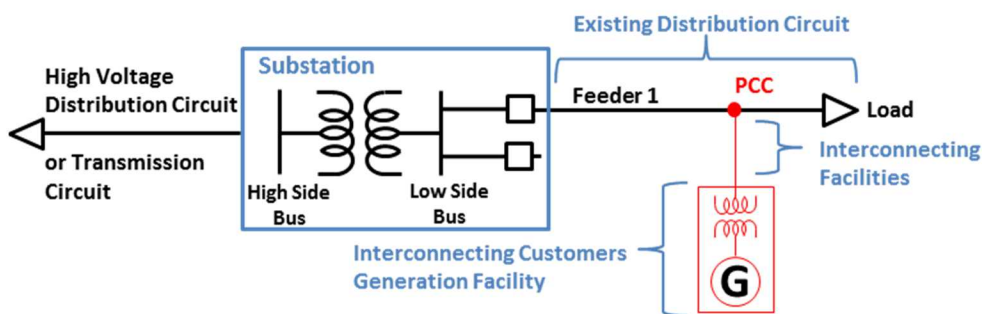 Existing Distribution Circuit
Substation
High Voltage
Distribution Circuit
or Transmission
Circuit
High Side
Bus
Low Side
Bus
Feeder 1
PCC
Load
Interconnecting
Facilities
Interconnecting Customers
Generation Facility
G